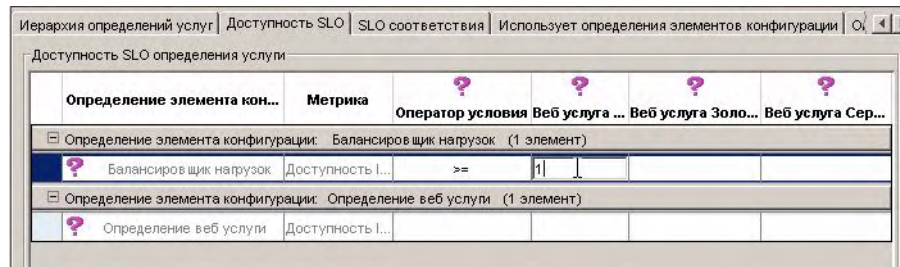 Иерархия определений услуг Доступность SLO SLO соответствия Использует определения элементов конфигурации
Доступность SLO определения услуги
Определение элемента кон... Метрика Оператор условия Веб услуга ... Веб услуга Золо... Веб услуга Сер...
Определение элемента конфигурации: Балансировщик нагрузок (1 элемент)
Балансировщик нагрузок Доступность I... >= 1
Определение элемента конфигурации: Определение веб услуги (1 элемент)
Определение веб услуги Доступность I...